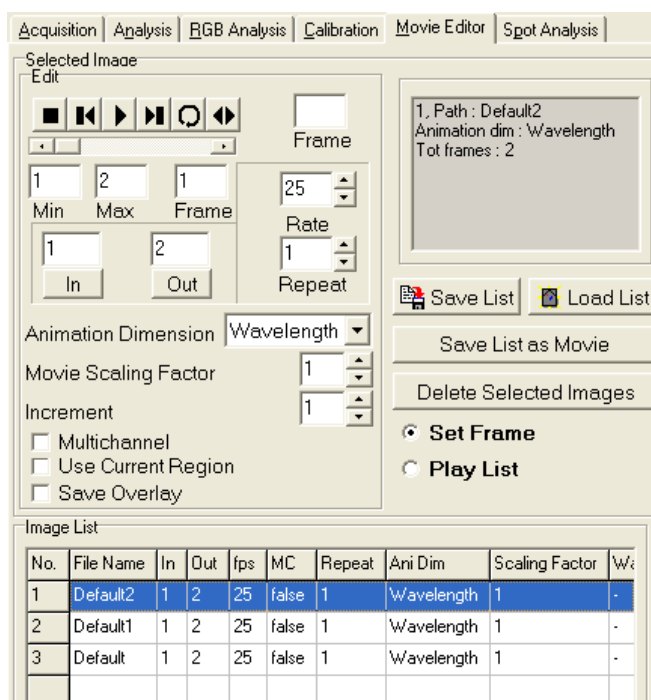 Acquisition Analysis RGB Analysis Calibration Movie Editor Spot Analysis
Selected Image
Edit
Frame
1 2 1
Min Max Frame
25
Rate
1 2
In Out
1
Repeat
Animation Dimension Wavelength
Movie Scaling Factor 1
Increment 1
Multichannel
Use Current Region
Save Overlay
1, Path : Default2
Animation dim : Wavelength
Tot frames : 2
Save List Load List
Save List as Movie
Delete Selected Images
Set Frame
Play List
Image List
No. File Name In Out fps MC Repeat Ani Dim Scaling Factor
1 Default2 1 2 25 false 1 Wavelength 1 -
2 Default1 1 2 25 false 1 Wavelength 1 -
3 Default 1 2 25 false 1 Wavelength 1 -